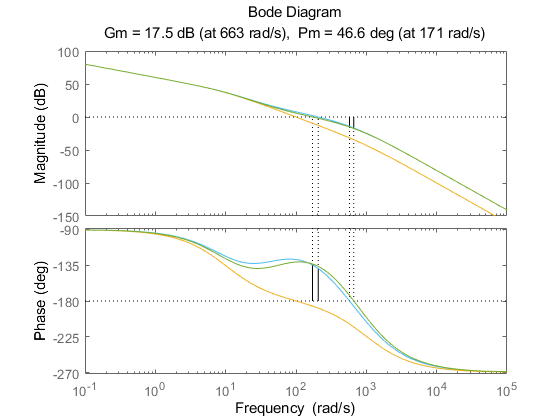 Bode Diagram
Gm = 17.5 dB (at 663 rad/s),  Pm = 46.6 deg (at 171 rad/s)
Magnitude (dB)
100
50
0
-50
-100
-150
Phase (deg)
-90
-135
-180
-225
-270
10^-1 10^0 10^1 10^2 10^3 10^4 10^5
Frequency  (rad/s)